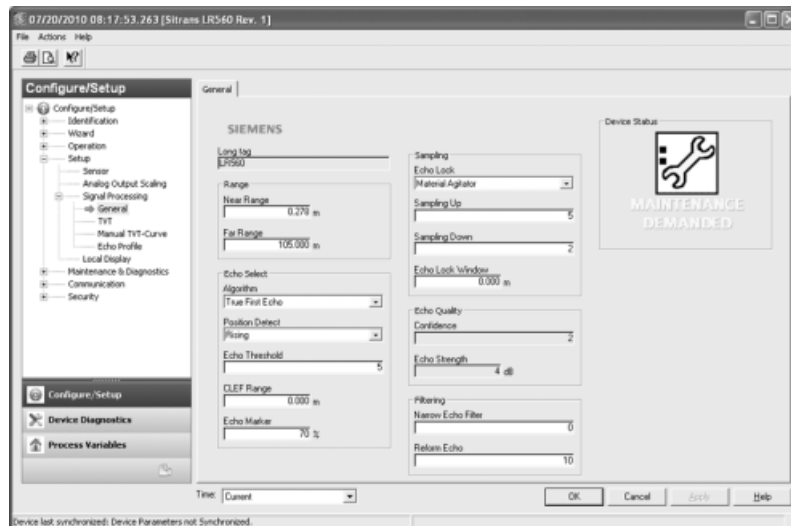 07/20/2010 08:17:53.263 [Sitrans LR560 Rev. 1]
File Actions Help
Configure/Setup
Configure/Setup
Identification
Wizard
Operation
Setup
Sensor
Analog Output Scaling
Signal Processing
General
TVT
Manual TVT-Curve
Echo Profile
Local Display
Maintenance & Diagnostics
Communication
Security
Configure/Setup
Device Diagnostics
Process Variables
General
SIEMENS
Long tag
LR560
Range
Near Range
0.278 m
Far Range
105.000 m
Echo Select
Algorithm
True First Echo
Position Detect
Rising
Echo Threshold
5
CLEF Range
0.000 m
Echo Marker
70 %
Sampling
Echo Lock
Material Agitator
Sampling Up
5
Sampling Down
2
Echo Lock Window
0.000 m
Echo Quality
Confidence
2
Echo Strength
4 dB
Filtering
Narrow Echo Filter
0
Reform Echo
10
Device Status
MAINTENANCE
DEMANDED
Time: Current
OK Cancel Apply Help
Device last synchronized: Device Parameters not Synchronized.